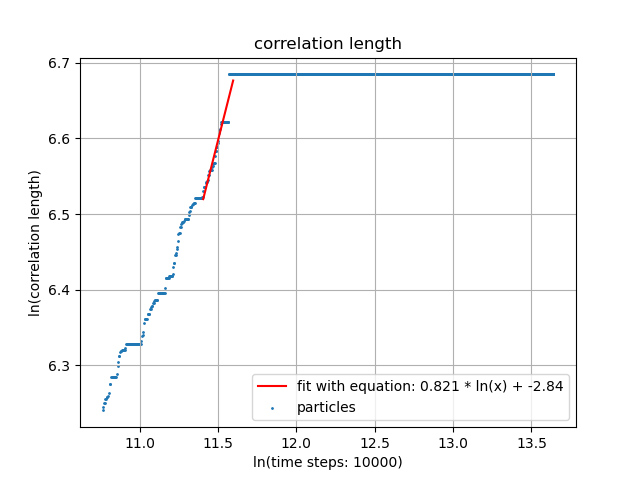 correlation length
6.7
6.6
6.5
6.4
6.3
ln(correlation length)
11.0 11.5 12.0 12.5 13.0 13.5
ln(time steps: 10000)
fit with equation: 0.821 * ln(x) + -2.84
particles